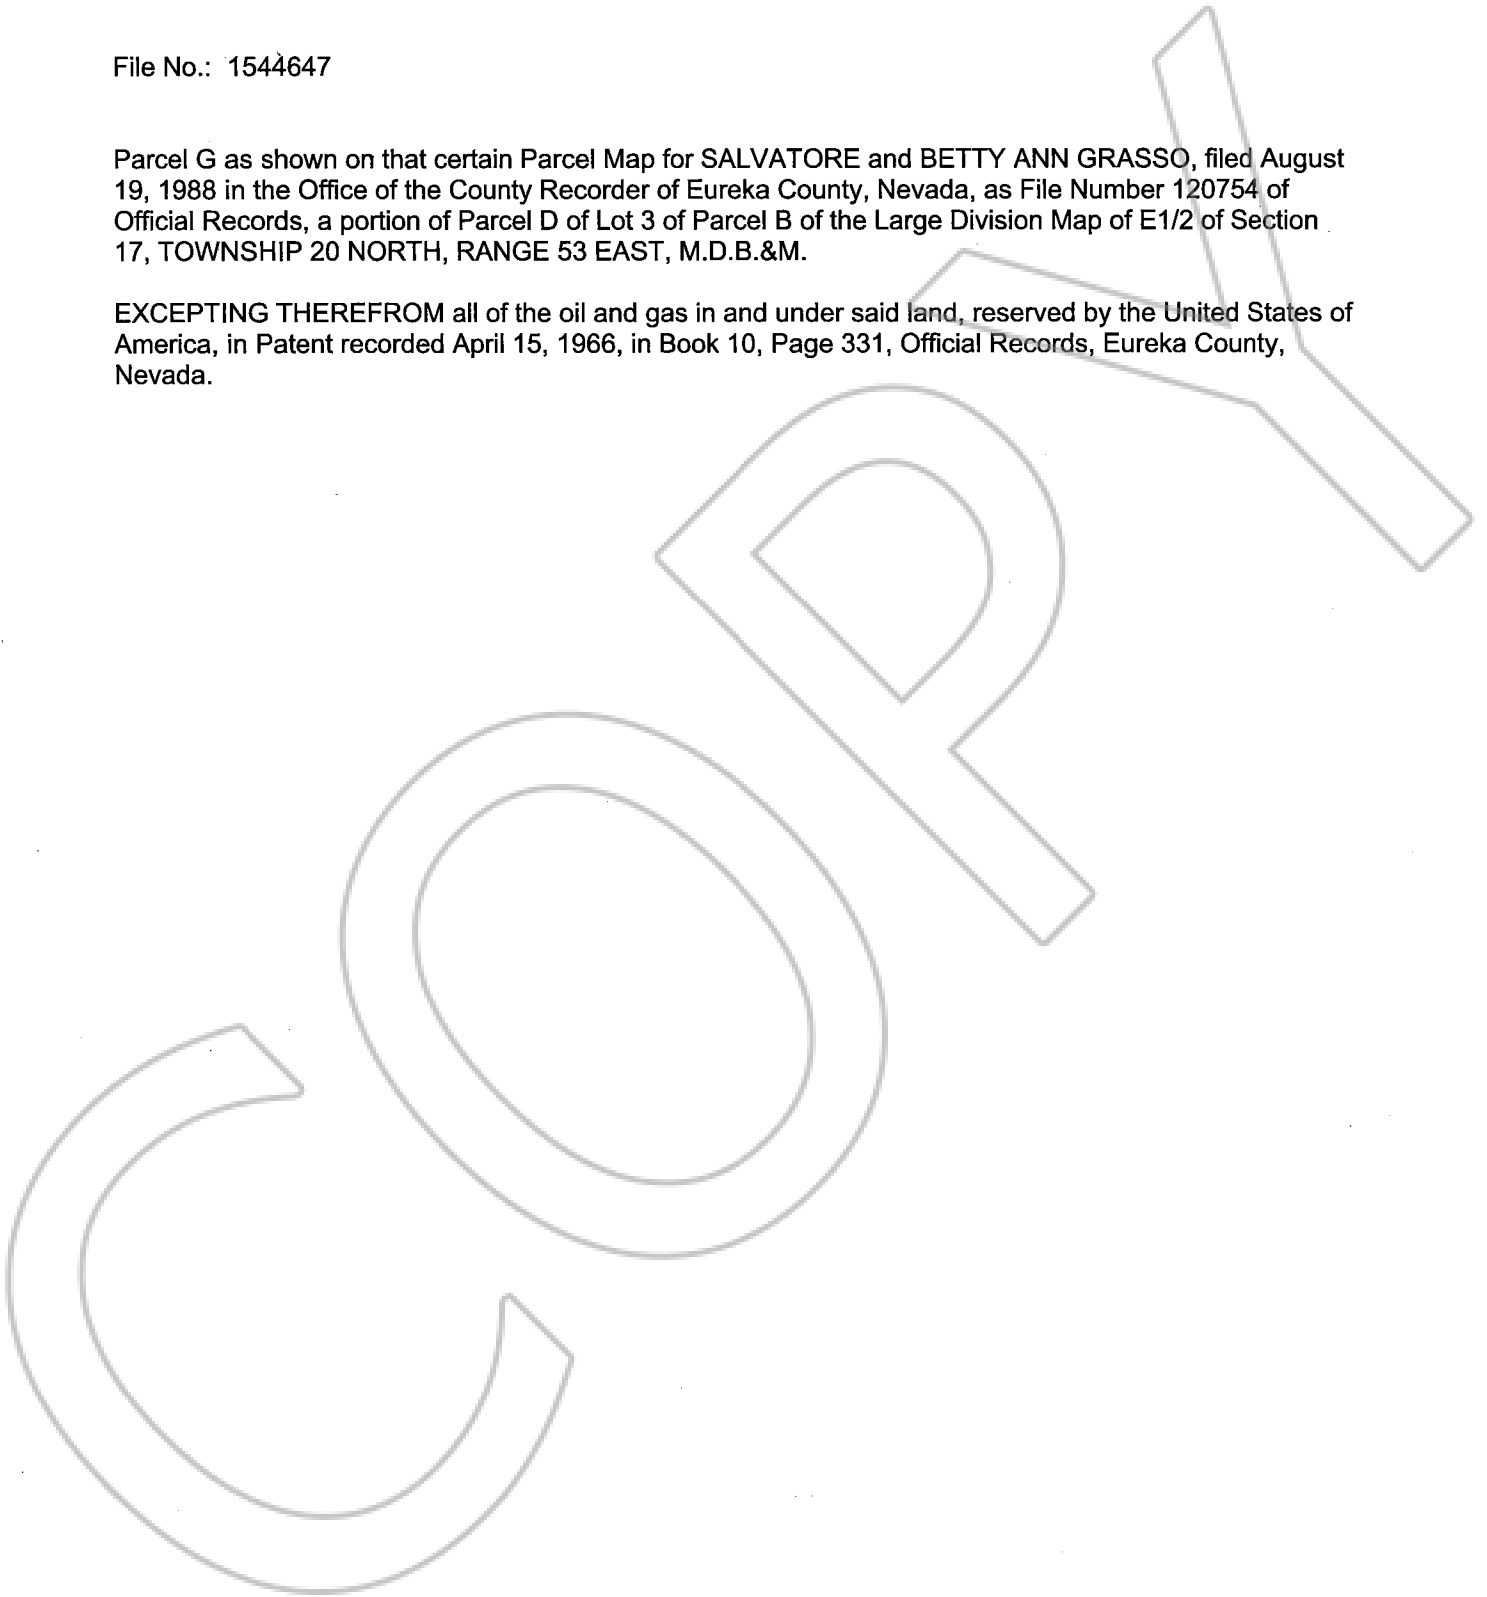 File No.: 1544647
Parcel G as shown on that certain Parcel Map for SALVATORE and BETTY ANN GRASSO, filed August
19, 1988 in the Office of the County Recorder of Eureka County, Nevada, as File Number 120754 of
Official Records, a portion of Parcel D of Lot 3 of Parcel B of the Large Division Map of E1/2 of Section
17, TOWNSHIP 20 NORTH, RANGE 53 EAST, M.D.B.&M.
EXCEPTING THEREFROM all of the oil and gas in and under said land, reserved by the United States of
America, in Patent recorded April 15, 1966, in Book 10, Page 331, Official Records, Eureka County,
Nevada.
COPY